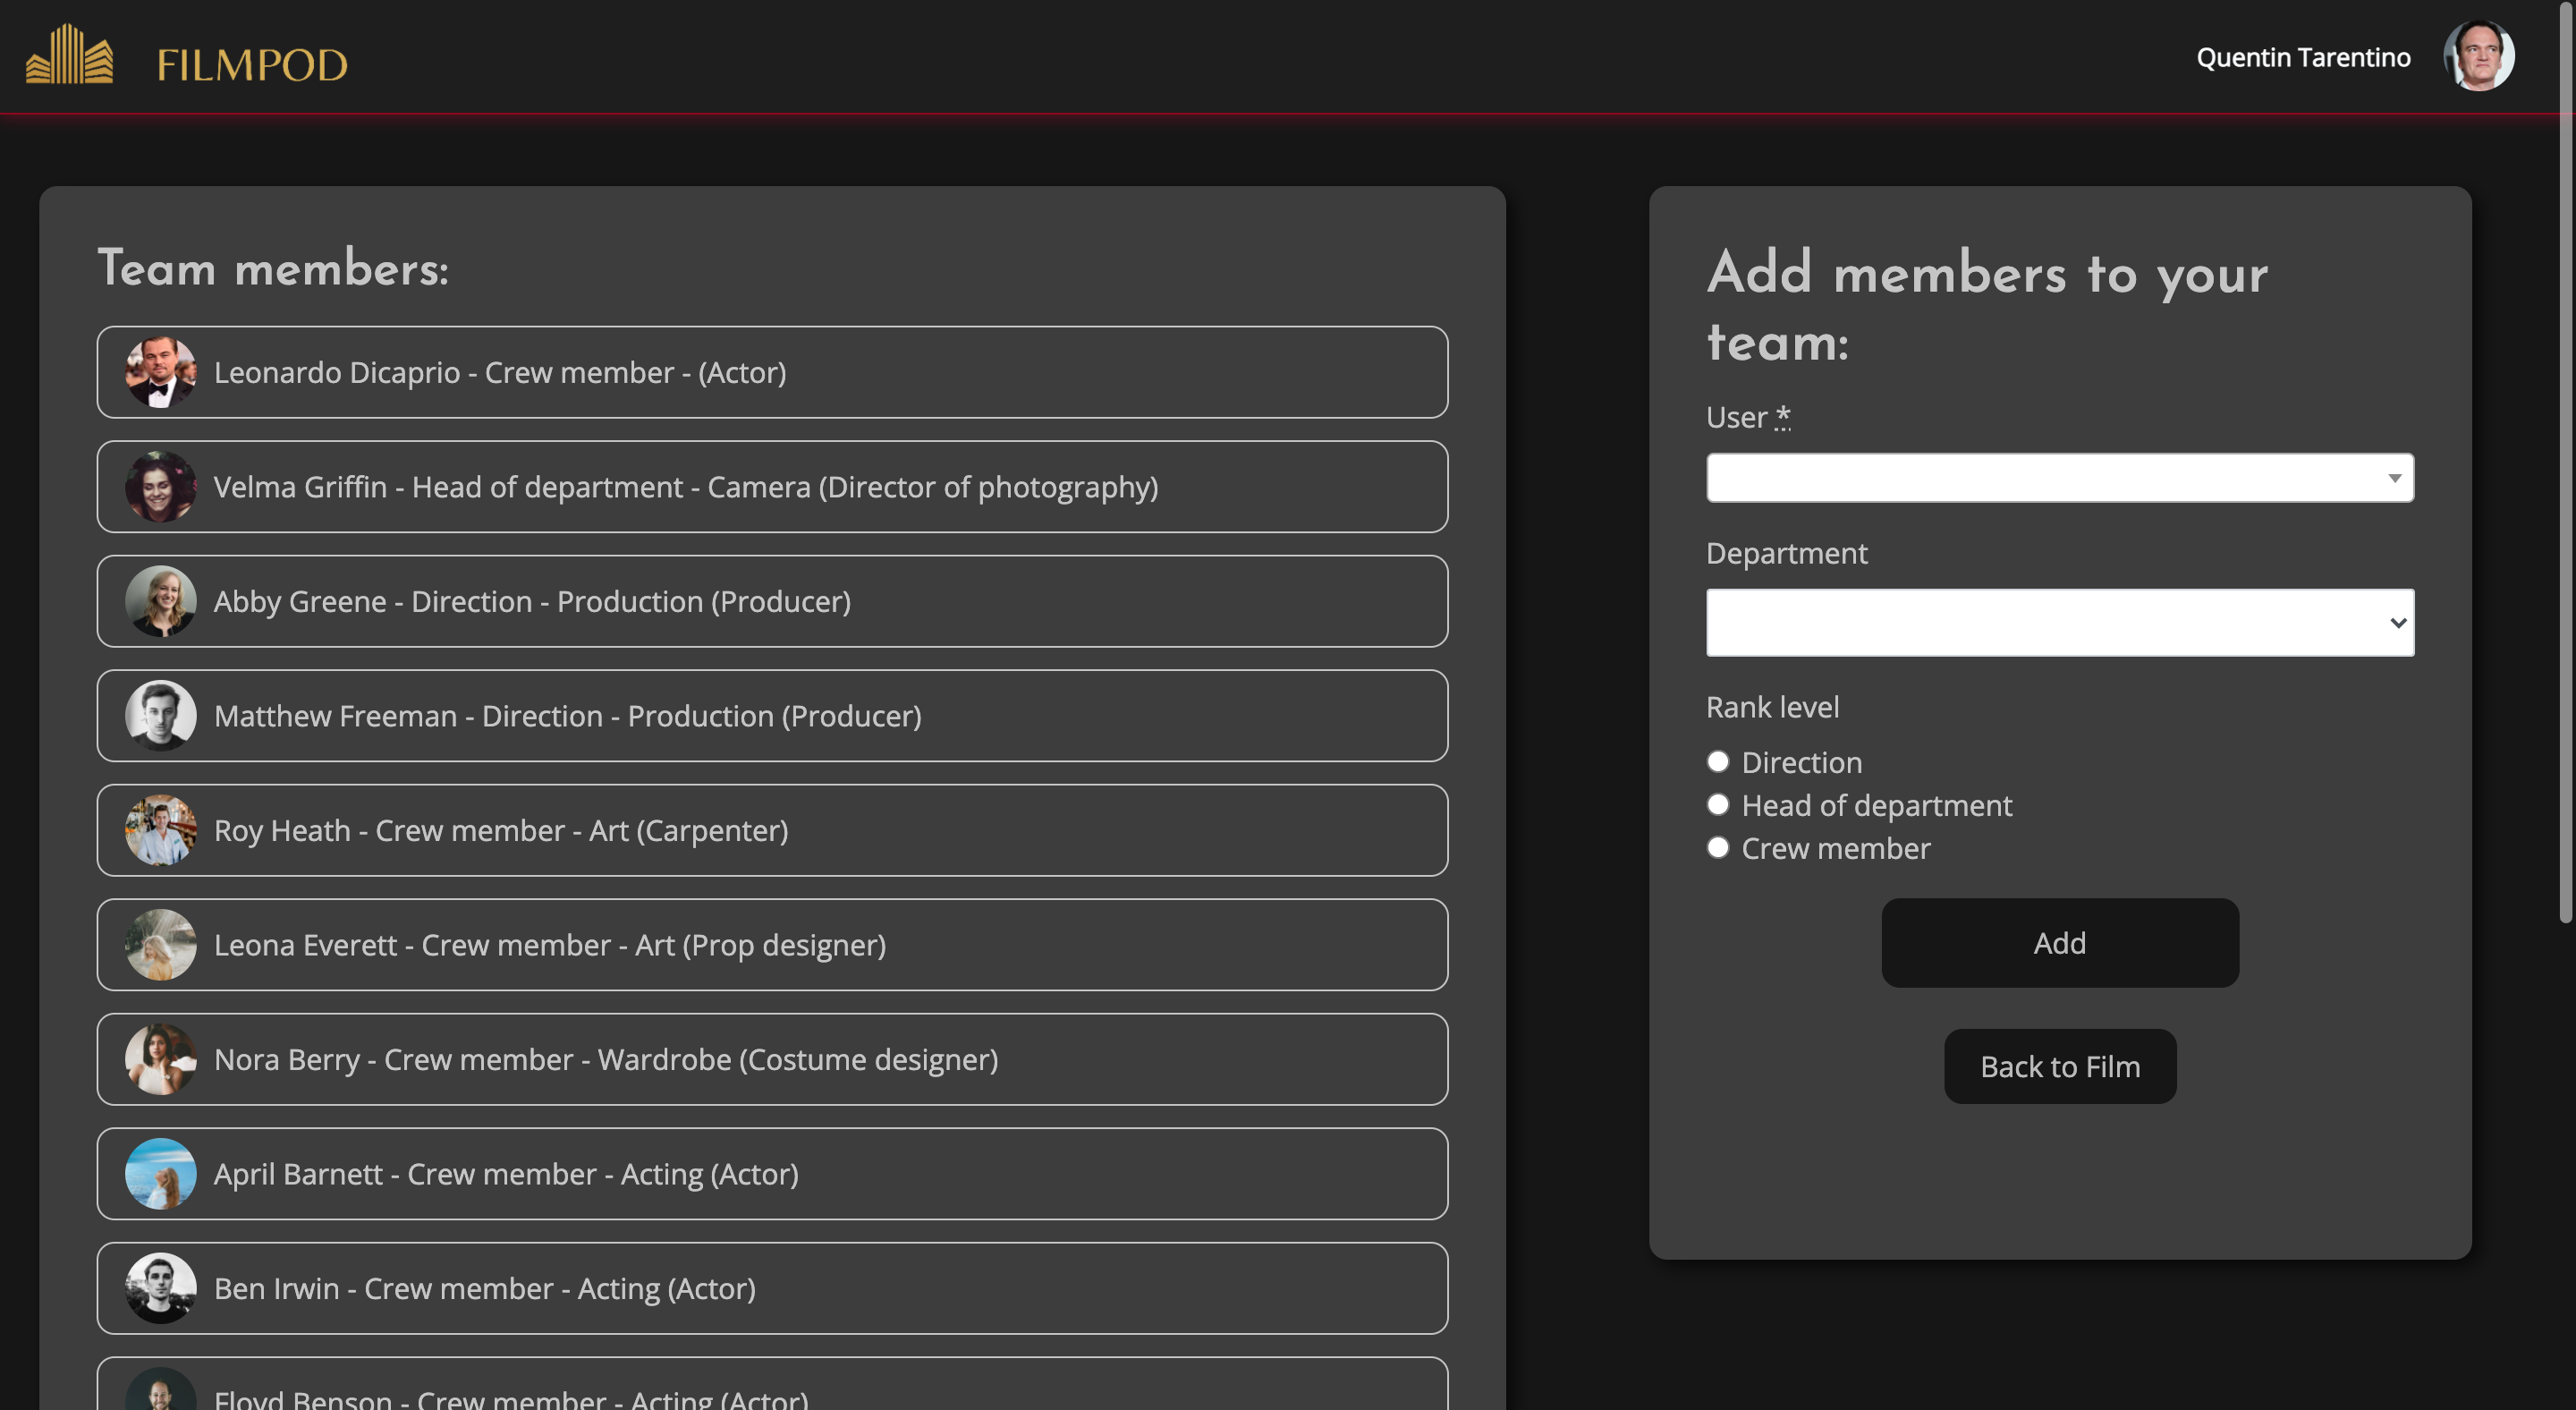 FILMPOD
Quentin Tarentino
Team members:
Leonardo Dicaprio - Crew member - (Actor)
Velma Griffin - Head of department - Camera (Director of photography)
Abby Greene - Direction - Production (Producer)
Matthew Freeman - Direction - Production (Producer)
Roy Heath - Crew member - Art (Carpenter)
Leona Everett - Crew member - Art (Prop designer)
Nora Berry - Crew member - Wardrobe (Costume designer)
April Barnett - Crew member - Acting (Actor)
Ben Irwin - Crew member - Acting (Actor)
Floyd Benson - Crew member - Acting (Actor)
Add members to your
team:
User *
Department
Rank level
Direction
Head of department
Crew member
Add
Back to Film